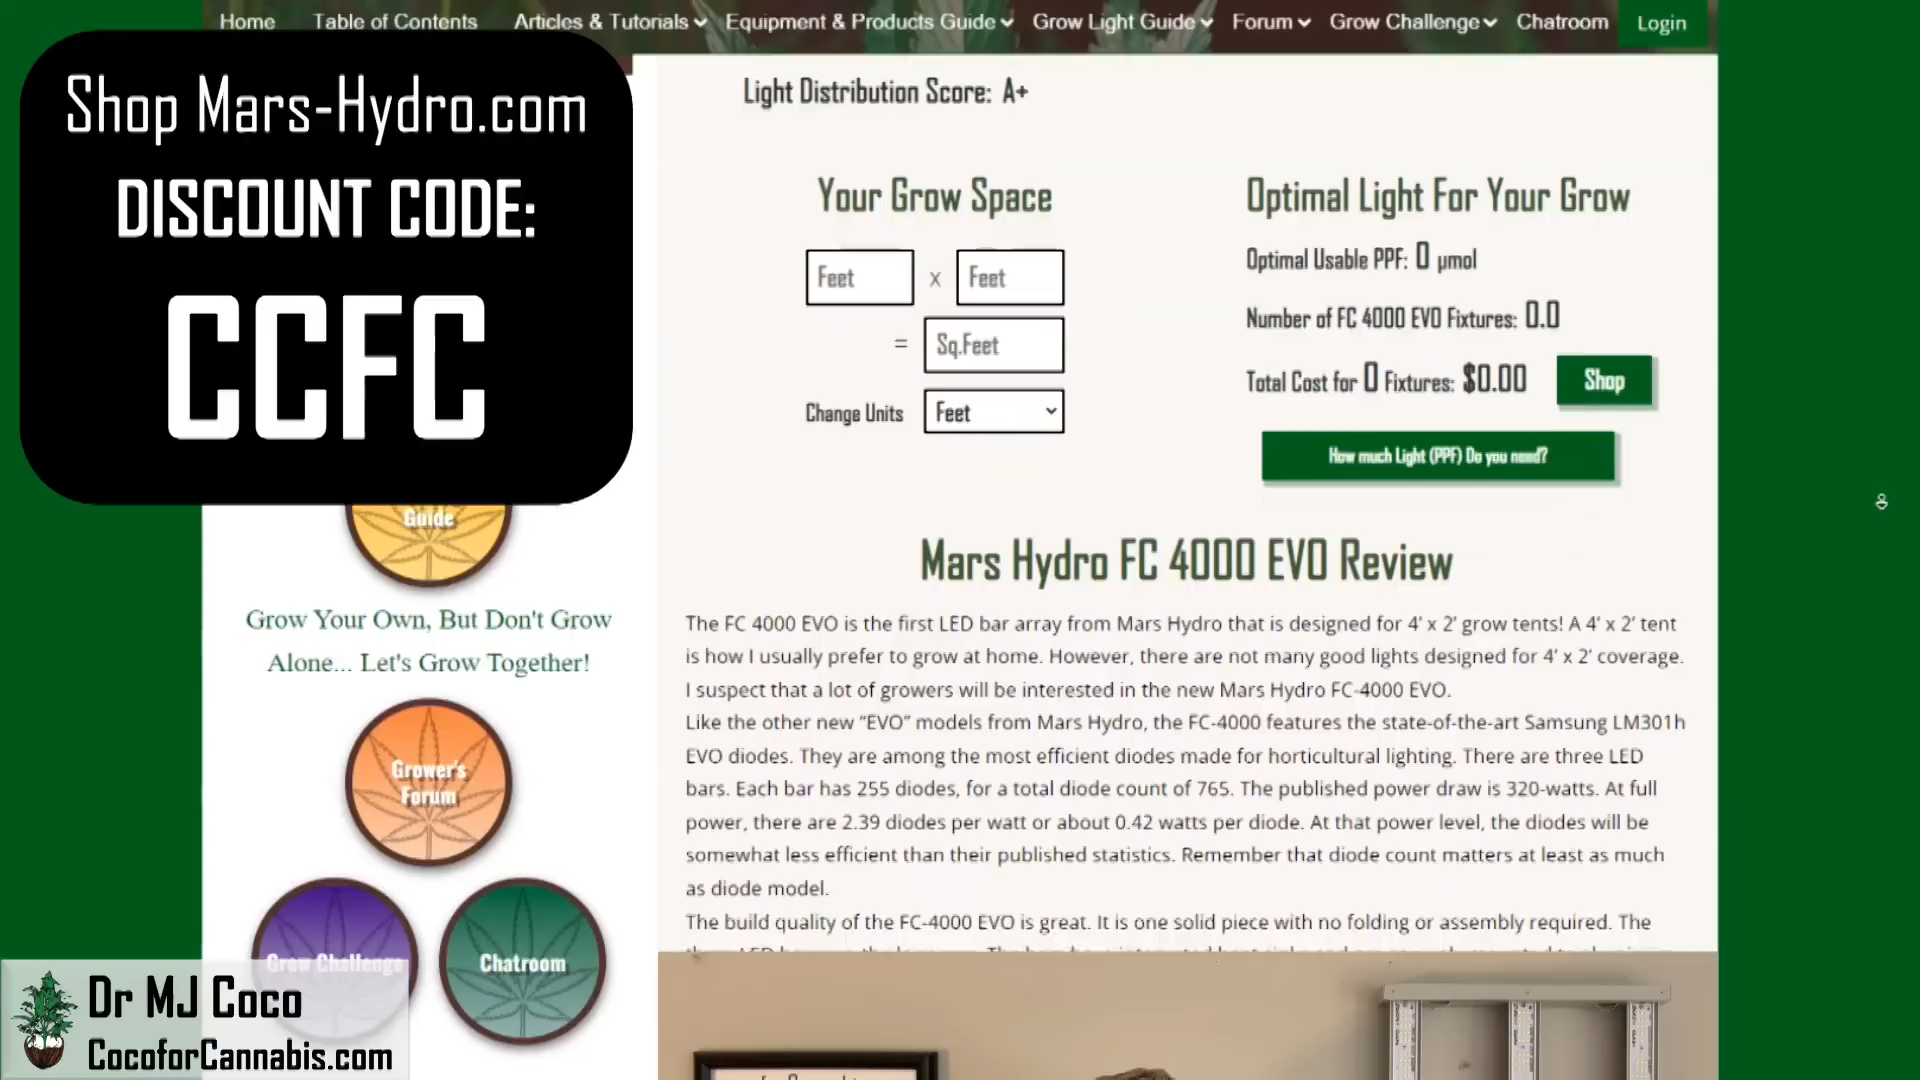 Home Table of Contents Articles & Tutorials Equipment & Products Guide Grow Light Guide Forum Grow Challenge Chatroom Login
Shop Mars-Hydro.com
DISCOUNT CODE:
CCFC
Light Distribution Score: A+
Your Grow Space
Feet x Feet
= Sq.Feet
Change Units Feet
Optimal Light For Your Grow
Optimal Usable PPF: 0 µmol
Number of FC 4000 EVO Fixtures: 0.0
Total Cost for 0 Fixtures: $0.00 Shop
How much Light (PPF) Do you need?
Guide
Grow Your Own, But Don't Grow
Alone... Let's Grow Together!
Grower's
Forum
Grow Challenge
Chatroom
Mars Hydro FC 4000 EVO Review
The FC 4000 EVO is the first LED bar array from Mars Hydro that is designed for 4’ x 2’ grow tents! A 4’ x 2’ tent
is how I usually prefer to grow at home. However, there are not many good lights designed for 4’ x 2’ coverage.
I suspect that a lot of growers will be interested in the new Mars Hydro FC-4000 EVO.
Like the other new “EVO” models from Mars Hydro, the FC-4000 features the state-of-the-art Samsung LM301h
EVO diodes. They are among the most efficient diodes made for horticultural lighting. There are three LED
bars. Each bar has 255 diodes, for a total diode count of 765. The published power draw is 320-watts. At full
power, there are 2.39 diodes per watt or about 0.42 watts per diode. At that power level, the diodes will be
somewhat less efficient than their published statistics. Remember that diode count matters at least as much
as diode model.
The build quality of the FC-4000 EVO is great. It is one solid piece with no folding or assembly required. The
Dr MJ Coco
CocoforCannabis.com